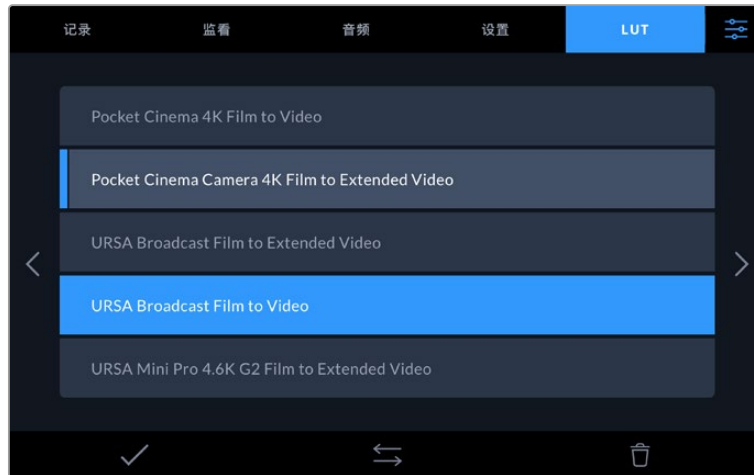 记录
监看
音频
设置
LUT
Pocket Cinema 4K Film to Video
Pocket Cinema Camera 4K Film to Extended Video
URSA Broadcast Film to Extended Video
URSA Broadcast Film to Video
URSA Mini Pro 4.6K G2 Film to Extended Video